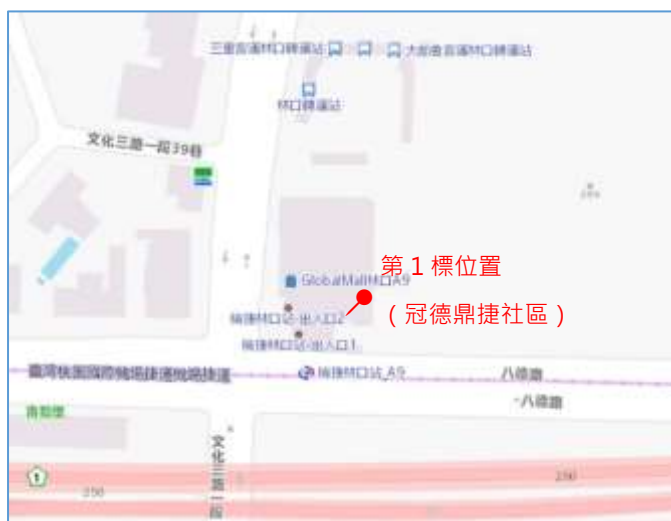 三重客運林口轉運站
大都會客運林口轉運站
林口轉運站
文化三路一段39巷
GlobalMall林口A9
第1標位置
(冠德鼎捷社區)
機捷林口站-出入口2
機捷林口站-出入口1
臺灣桃園國際機場捷運機場捷運
機捷林口站_A9
八德路
八德路
文化三路一段
1
250
250